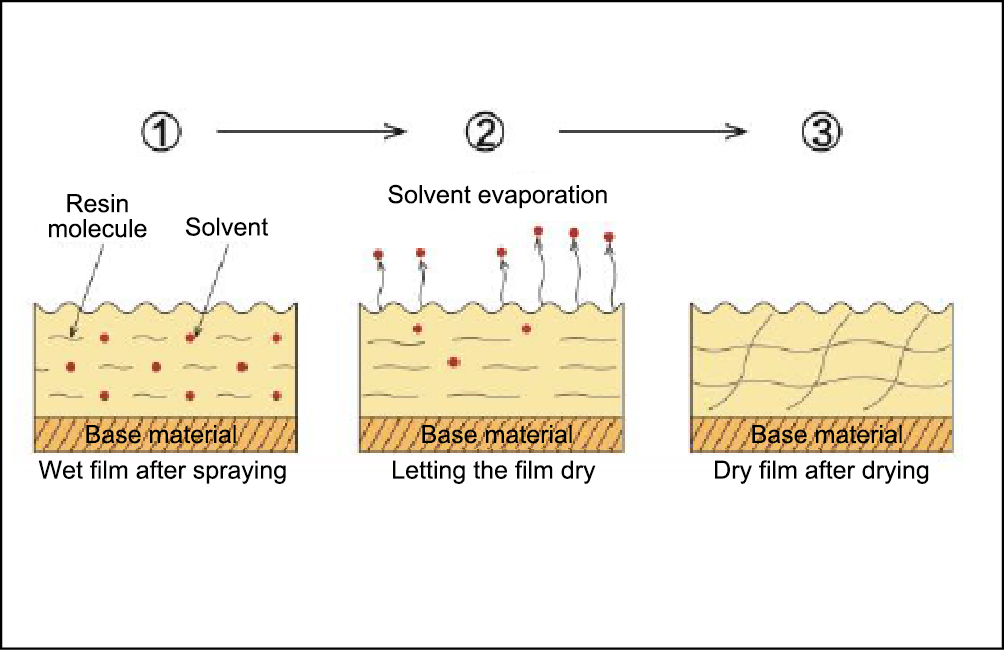 ① ② ③
Solvent evaporation
Resin
molecule
Solvent
Base material
Base material
Base material
Wet film after spraying
Letting the film dry
Dry film after drying